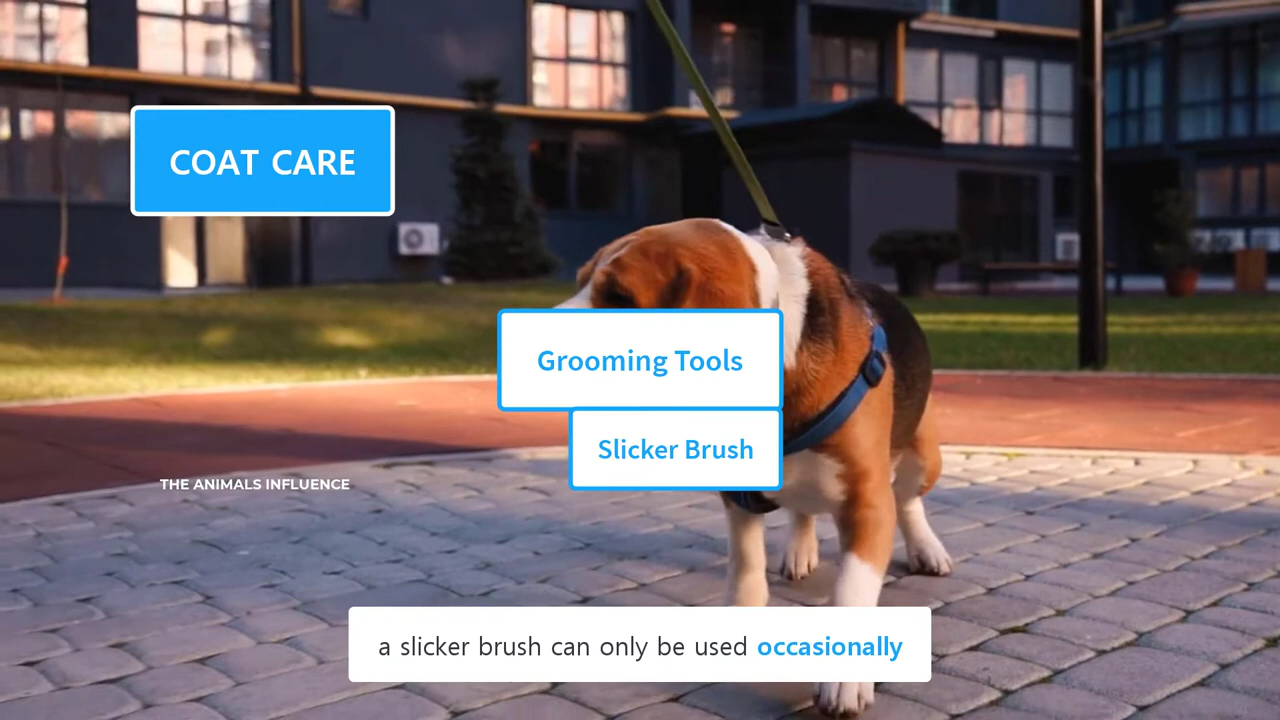 COAT CARE
Grooming Tools
Slicker Brush
THE ANIMALS INFLUENCE
a slicker brush can only be used occasionally